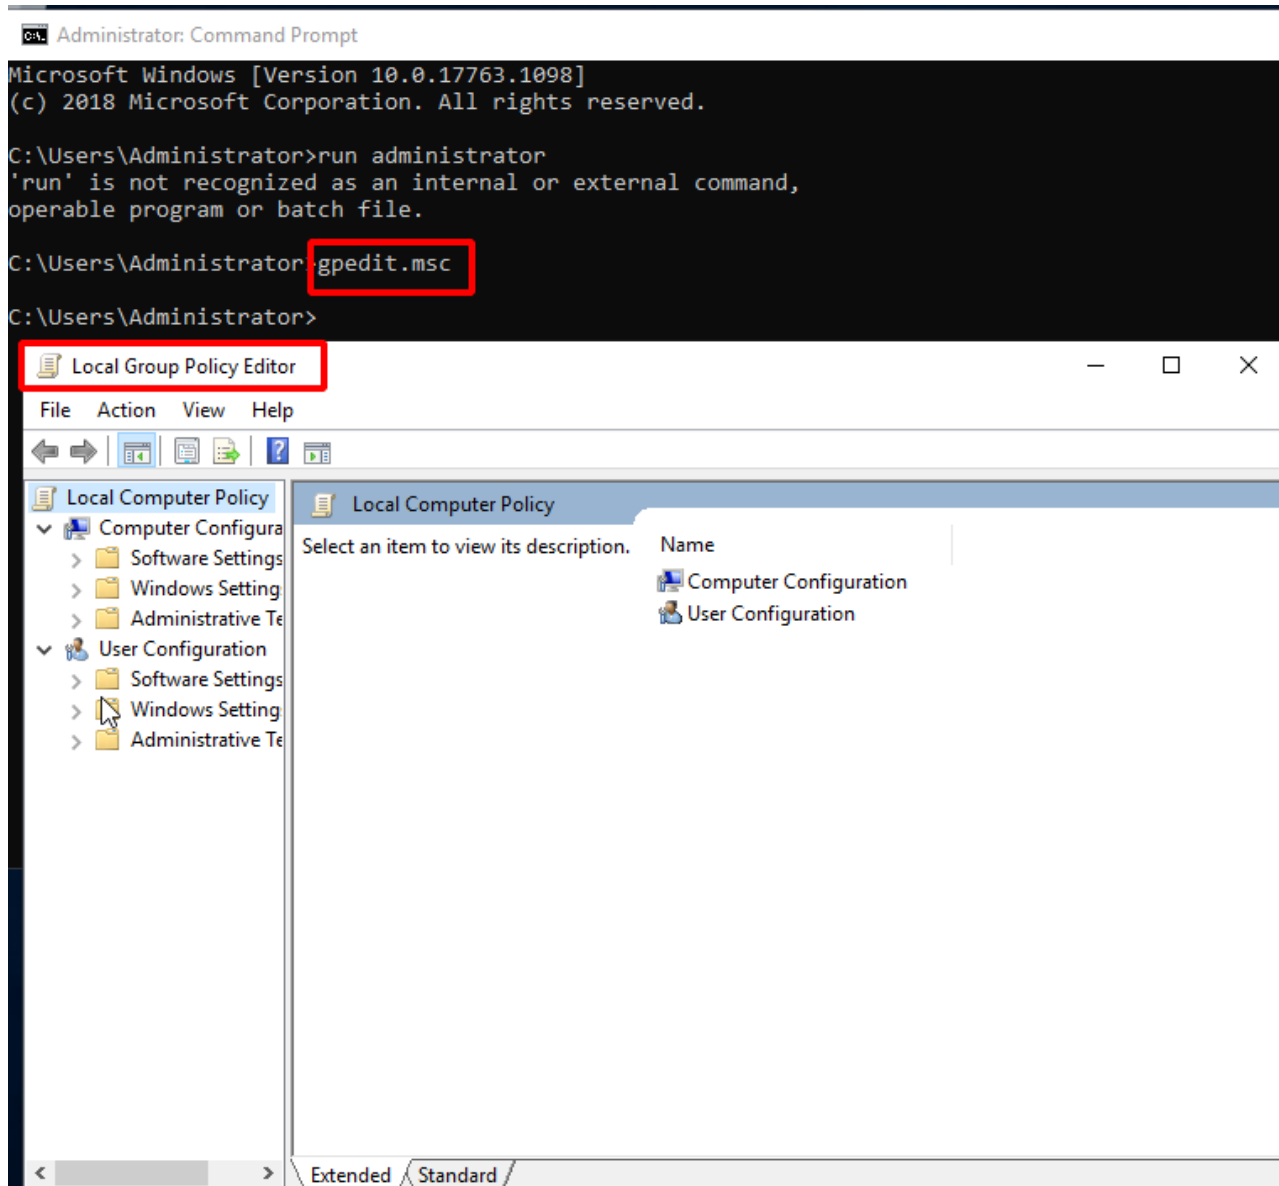 Administrator: Command Prompt
Microsoft Windows [Version 10.0.17763.1098]
(c) 2018 Microsoft Corporation. All rights reserved.
C:\Users\Administrator>run administrator
'run' is not recognized as an internal or external command,
operable program or batch file.
C:\Users\Administrator>gpedit.msc
C:\Users\Administrator>
Local Group Policy Editor
File Action View Help
Local Computer Policy
Computer Configura
Software Settings
Windows Setting
Administrative Te
User Configuration
Software Settings
Windows Setting
Administrative Te
Local Computer Policy
Select an item to view its description.
Name
Computer Configuration
User Configuration
Extended Standard